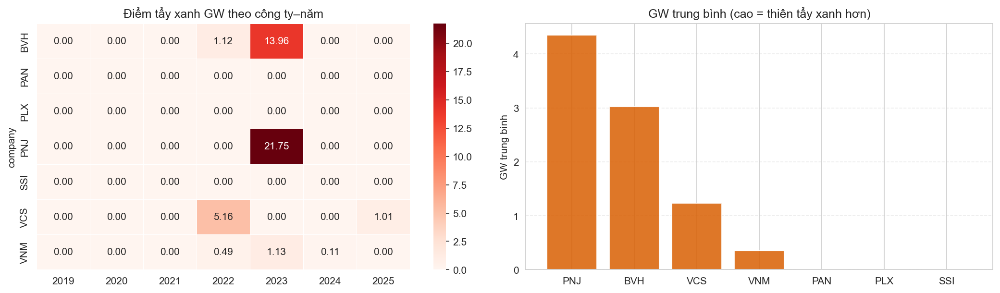 Điểm tẩy xanh GW theo công ty–năm
company
BVH 0.00 0.00 0.00 1.12 13.96 0.00 0.00
PAN 0.00 0.00 0.00 0.00 0.00 0.00 0.00
PLX 0.00 0.00 0.00 0.00 0.00 0.00 0.00
PNJ 0.00 0.00 0.00 0.00 21.75 0.00 0.00
SSI 0.00 0.00 0.00 0.00 0.00 0.00 0.00
VCS 0.00 0.00 0.00 5.16 0.00 0.00 1.01
VNM 0.00 0.00 0.00 0.49 1.13 0.11 0.00
2019 2020 2021 2022 2023 2024 2025
20.0
17.5
15.0
12.5
10.0
7.5
5.0
2.5
0.0
GW trung bình (cao = thiên tẩy xanh hơn)
GW trung bình
4
3
2
1
0
PNJ BVH VCS VNM PAN PLX SSI